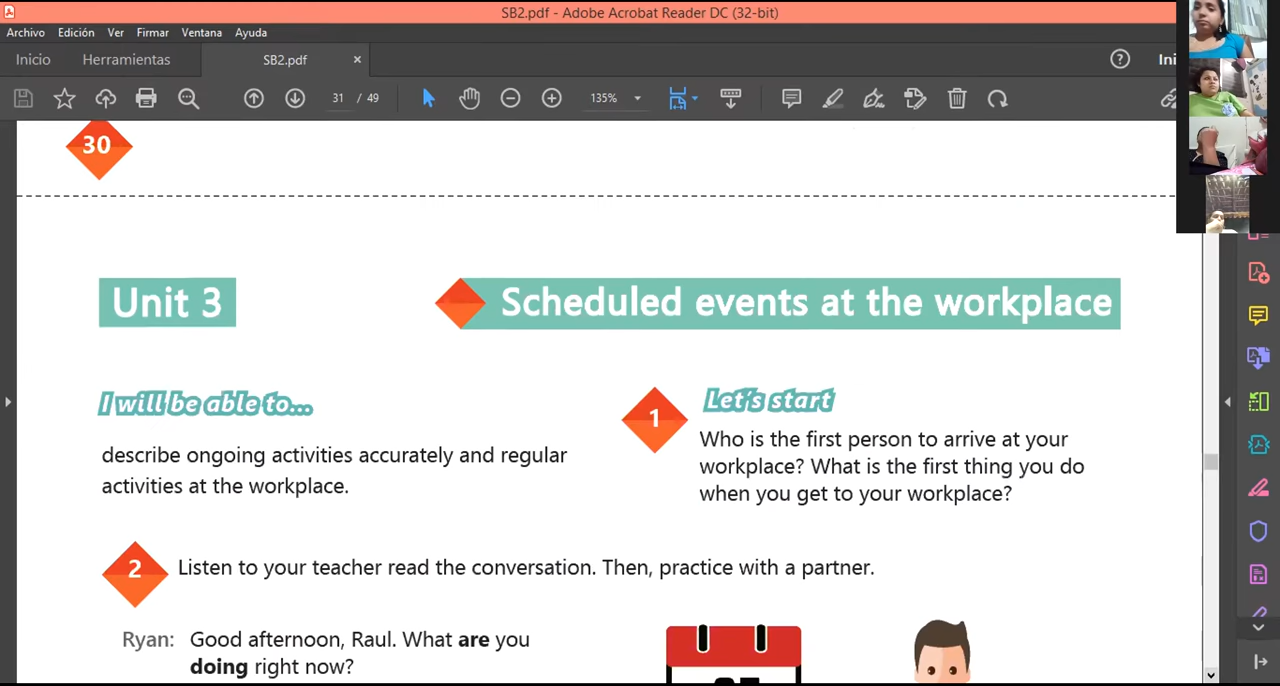 SB2.pdf - Adobe Acrobat Reader DC (32-bit)
Archivo Edición Ver Firmar Ventana Ayuda
Inicio Herramientas SB2.pdf × ? Ini
31 / 49 135%
30
Unit 3
Scheduled events at the workplace
I will be able to...
describe ongoing activities accurately and regular
activities at the workplace.
1
Let's start
Who is the first person to arrive at your
workplace? What is the first thing you do
when you get to your workplace?
2
Listen to your teacher read the conversation. Then, practice with a partner.
Ryan: Good afternoon, Raul. What are you
doing right now?